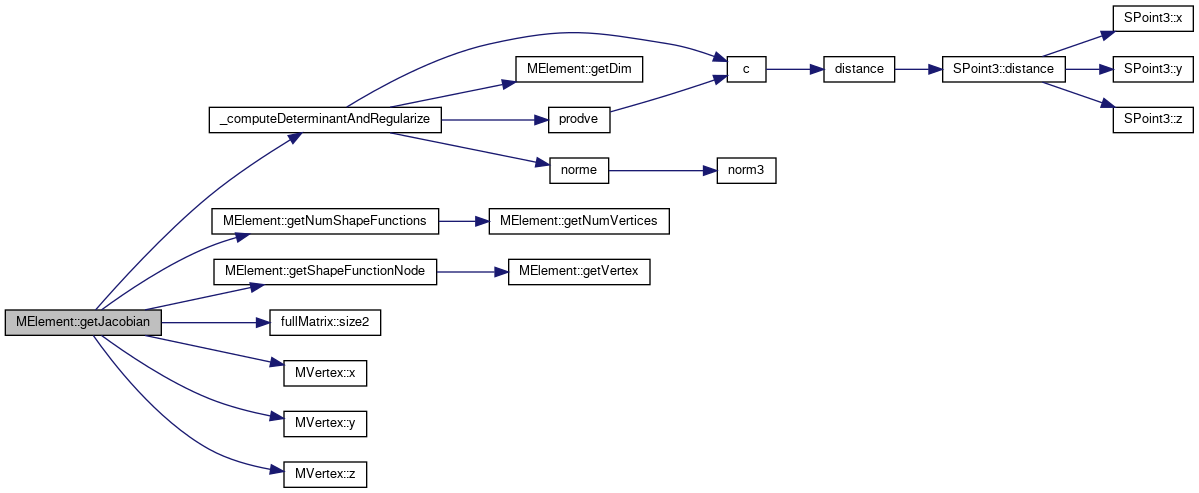 MElement::getJacobian
_computeDeterminantAndRegularize
c
distance
SPoint3::distance
SPoint3::x
SPoint3::y
SPoint3::z
MElement::getDim
prodve
norme
norm3
MElement::getNumShapeFunctions
MElement::getNumVertices
MElement::getShapeFunctionNode
MElement::getVertex
fullMatrix::size2
MVertex::x
MVertex::y
MVertex::z